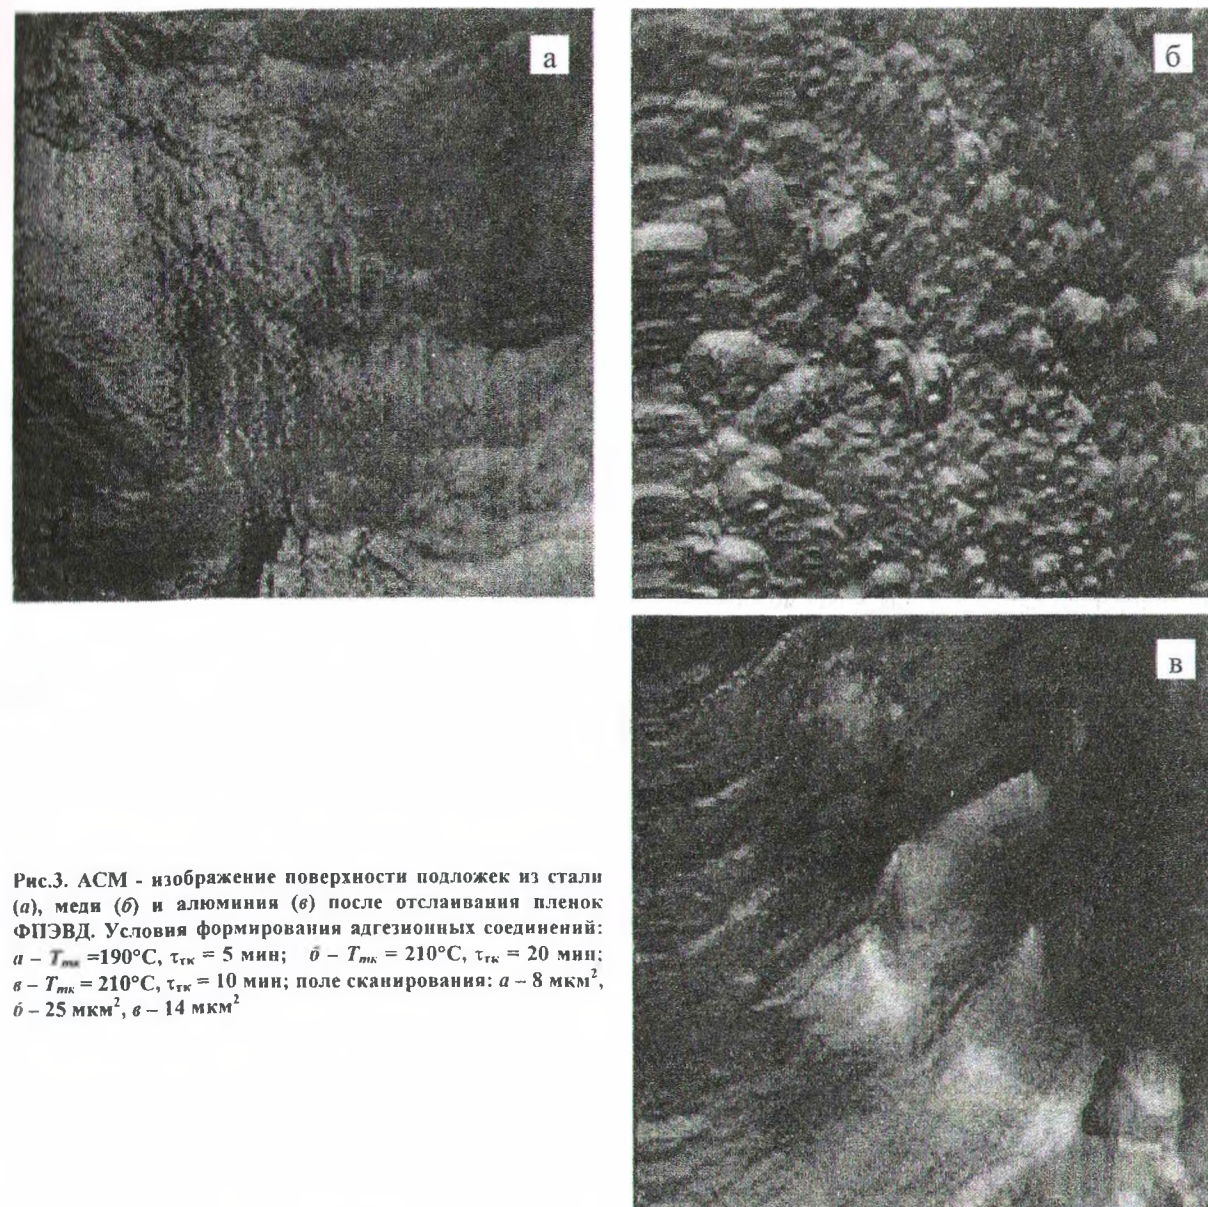 а
б
в
Рис.3. АСМ - изображение поверхности подложек из стали
(а), меди (б) и алюминия (в) после отслаивания пленок
ФПЭВД. Условия формирования адгезионных соединений:
а – Tтк =190°C, τтк = 5 мин; б – Tтк = 210°C, τтк = 20 мин;
в – Tтк = 210°C, τтк = 10 мин; поле сканирования: а – 8 мкм²,
б – 25 мкм², в – 14 мкм²